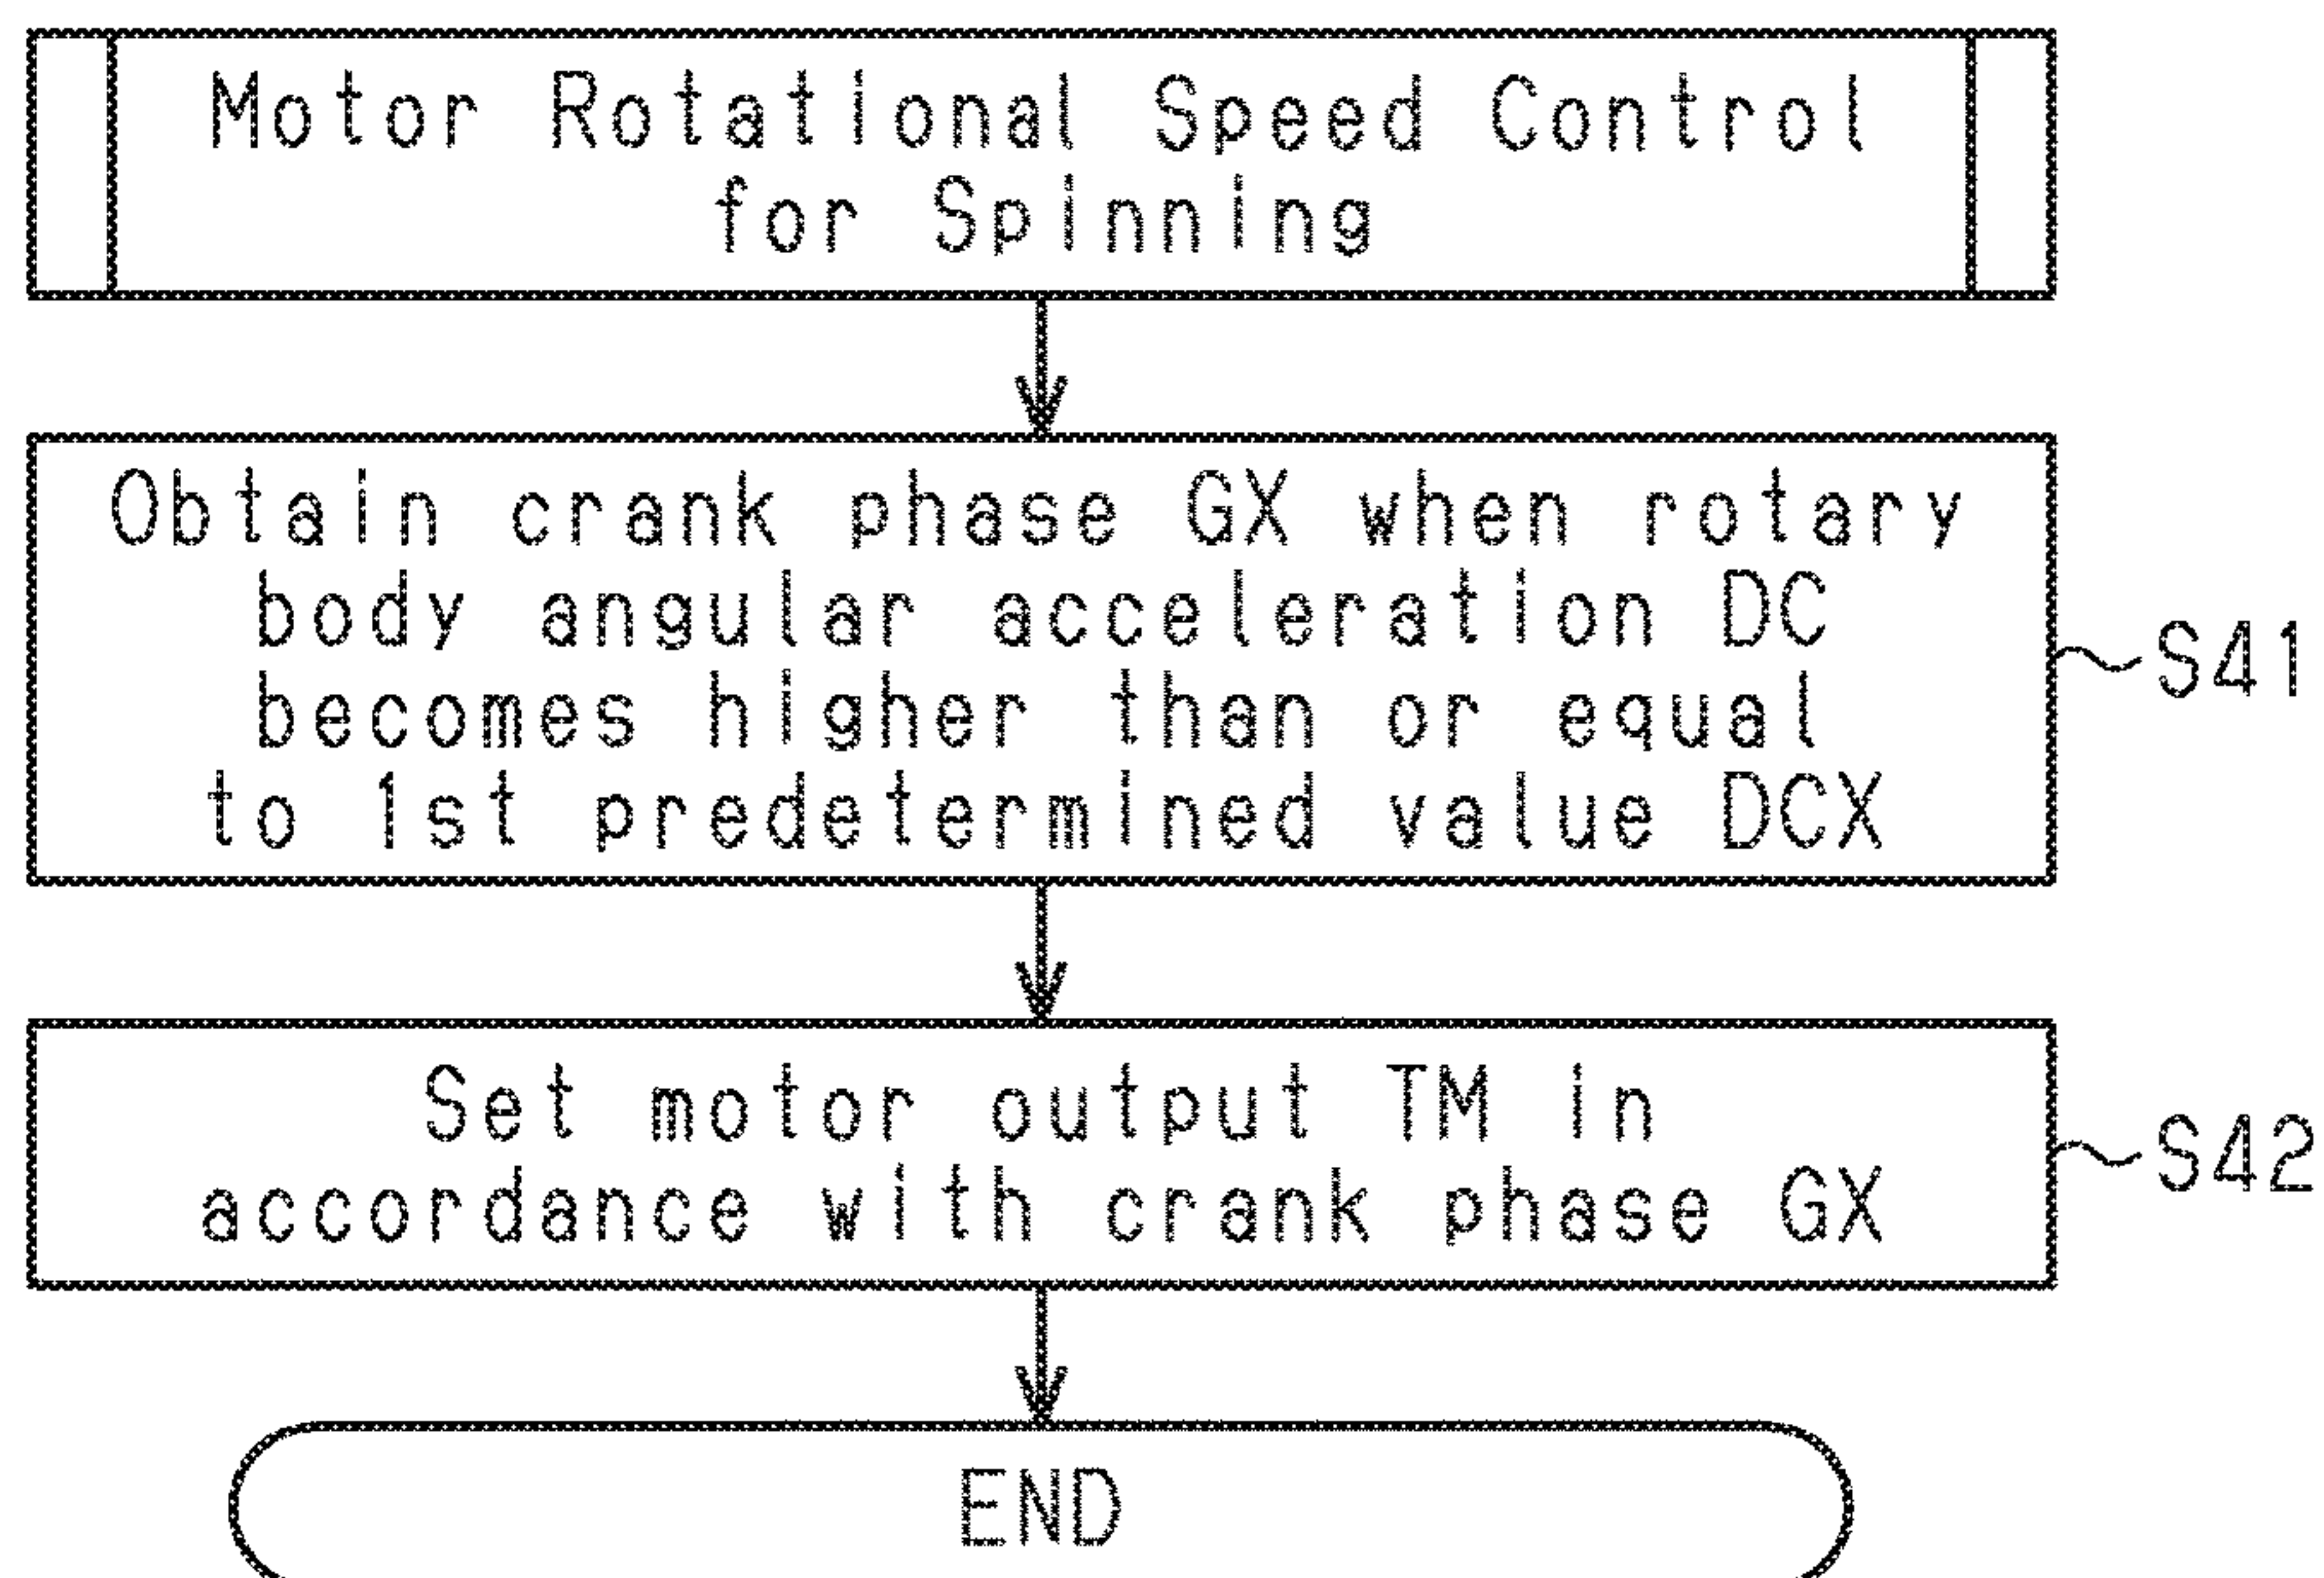 Motor Rotational Speed Control
for Spinning
Obtain crank phase GX when rotary
body angular acceleration DC
becomes higher than or equal
to 1st predetermined value DCX
S41
Set motor output TM in
accordance with crank phase GX
S42
END